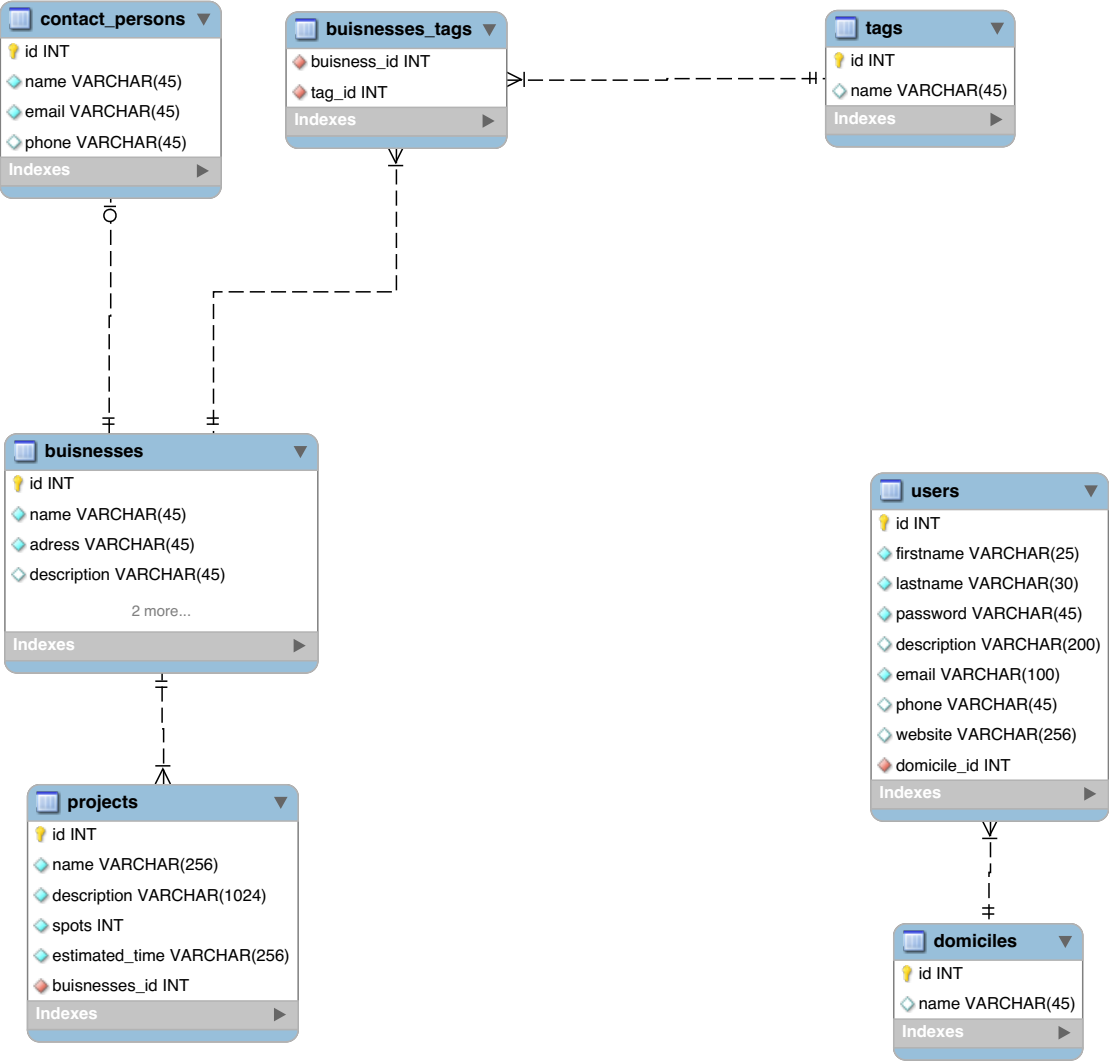 contact_persons
id INT
name VARCHAR(45)
email VARCHAR(45)
phone VARCHAR(45)
Indexes
buisnesses_tags
buisness_id INT
tag_id INT
Indexes
tags
id INT
name VARCHAR(45)
Indexes
buisnesses
id INT
name VARCHAR(45)
adress VARCHAR(45)
description VARCHAR(45)
2 more...
Indexes
users
id INT
firstname VARCHAR(25)
lastname VARCHAR(30)
password VARCHAR(45)
description VARCHAR(200)
email VARCHAR(100)
phone VARCHAR(45)
website VARCHAR(256)
domicile_id INT
Indexes
projects
id INT
name VARCHAR(256)
description VARCHAR(1024)
spots INT
estimated_time VARCHAR(256)
buisnesses_id INT
Indexes
domiciles
id INT
name VARCHAR(45)
Indexes